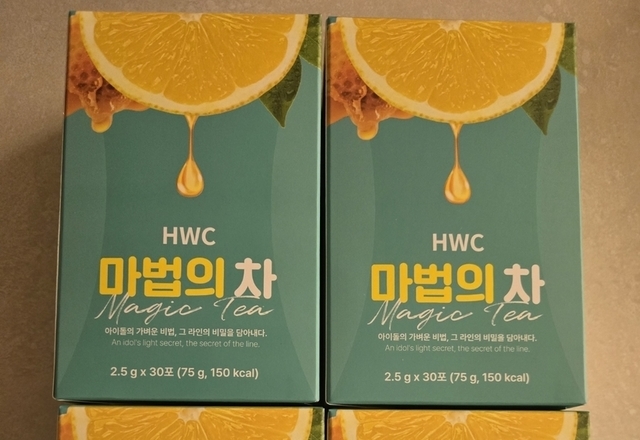 HWC
마법의 차
Magic Tea
아이돌의 가벼운 비법, 그 라인의 비밀을 담아내다.
An idol's light secret, the secret of the line.
2.5 g x 30포 (75 g, 150 kcal)
HWC
마법의 차
Magic Tea
아이돌의 가벼운 비법, 그 라인의 비밀을 담아내다.
An idol's light secret, the secret of the line.
2.5 g x 30포 (75 g, 150 kcal)